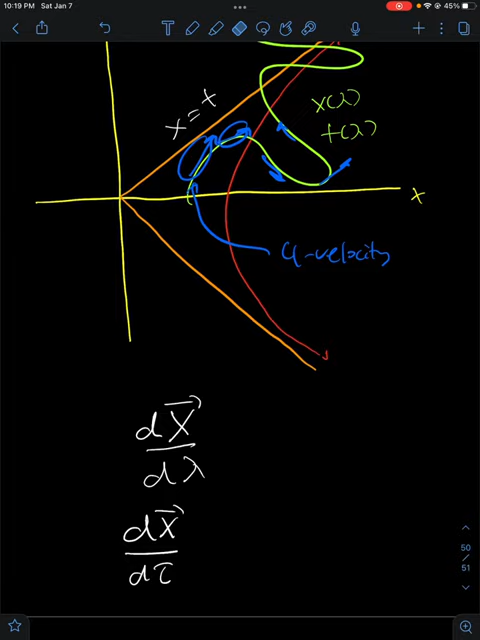 10:19 PM Sat Jan 7
45%
x(λ)
t(λ)
x = x
x
4-velocity
dX⃗
dλ
dX⃗
dτ
50
51